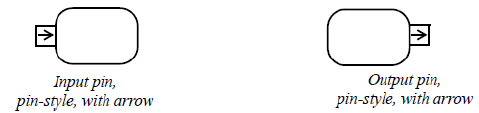 Input pin,
pin-style, with arrow
Output pin,
pin-style, with arrow